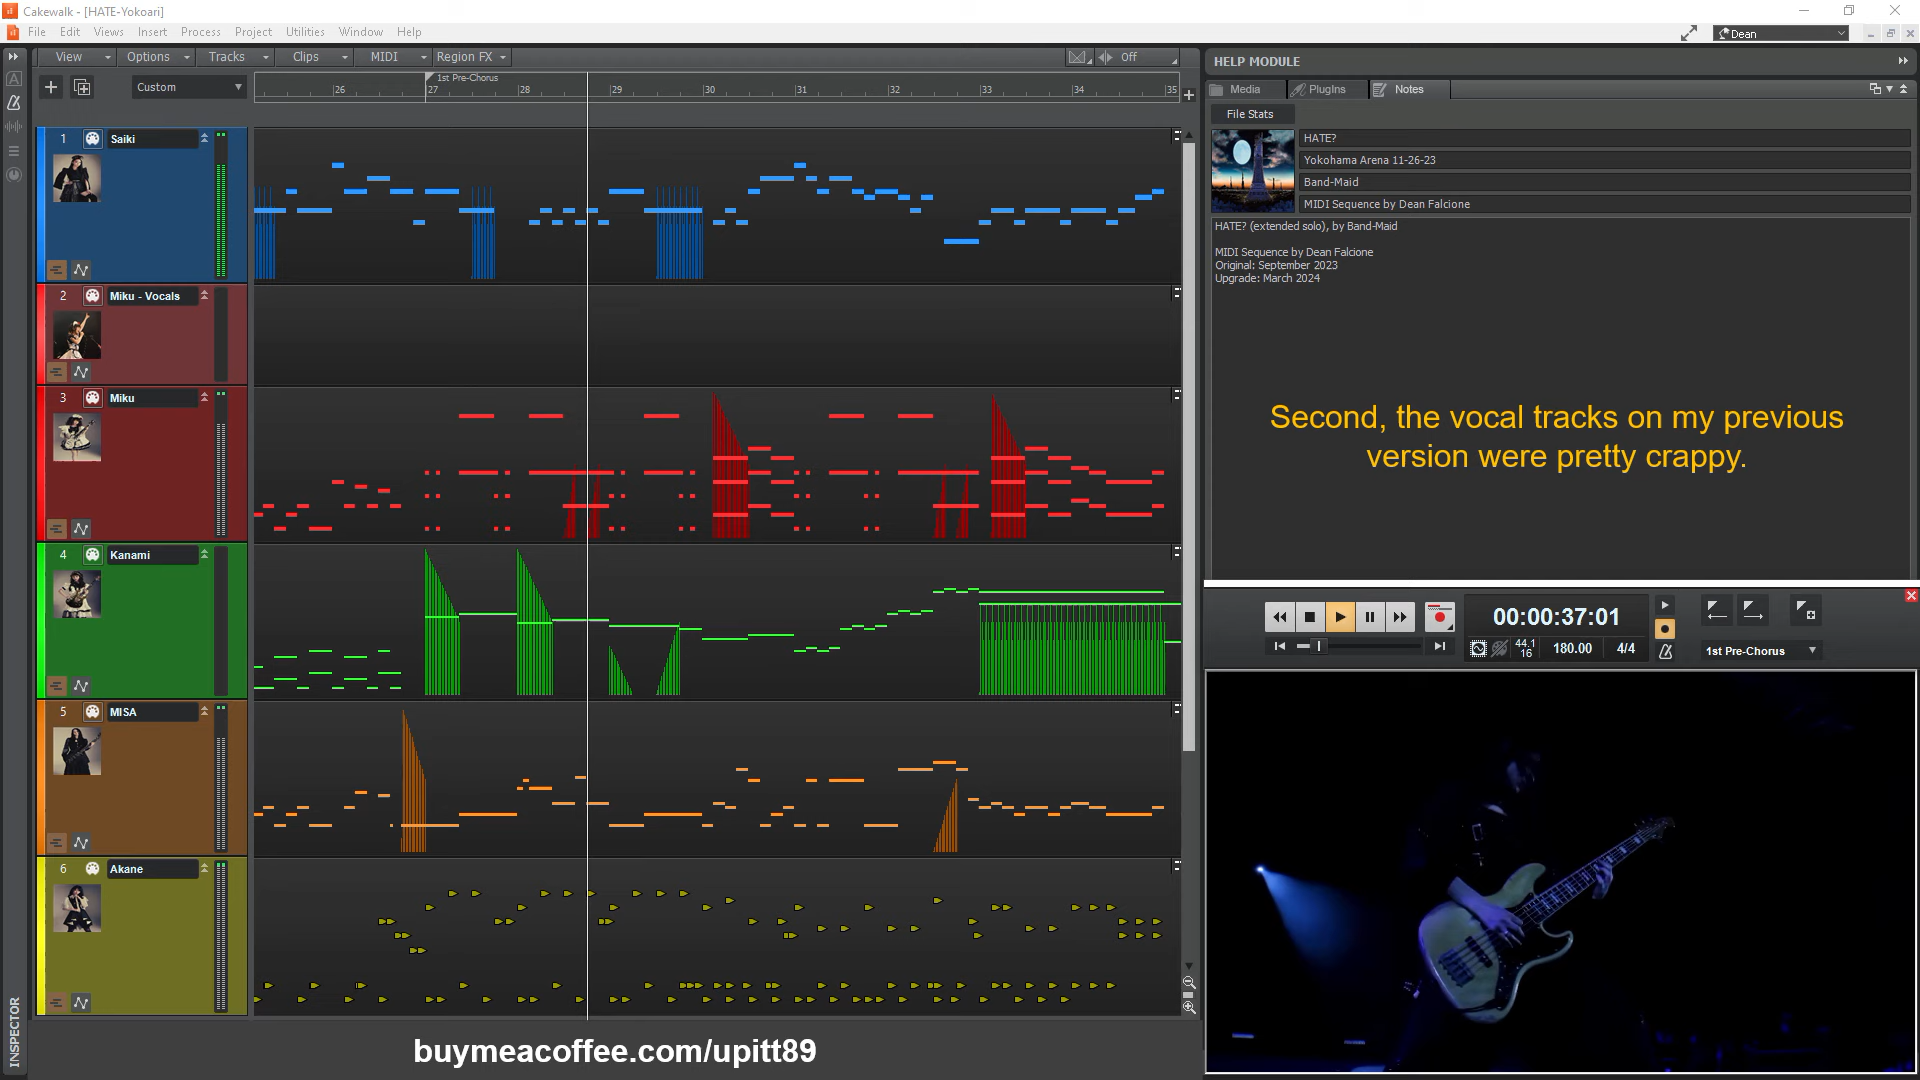 Cakewalk - [HATE-Yokoari]
File Edit Views Insert Process Project Utilities Window Help
Dean
View Options Tracks Clips MIDI Region FX Off
HELP MODULE
Custom
1st Pre-Chorus
26 27 28 29 30 31 32 33 34 35
Media PlugIns Notes
File Stats
HATE?
Yokohama Arena 11-26-23
Band-Maid
MIDI Sequence by Dean Falcione
HATE? (extended solo), by Band-Maid
MIDI Sequence by Dean Falcione
Original: September 2023
Upgrade: March 2024
Second, the vocal tracks on my previous
version were pretty crappy.
1 Saiki
2 Miku - Vocals
3 Miku
4 Kanami
5 MISA
6 Akane
00:00:37:01
44.1
16
180.00 4/4
1st Pre-Chorus
INSPECTOR
buymeacoffee.com/upitt89